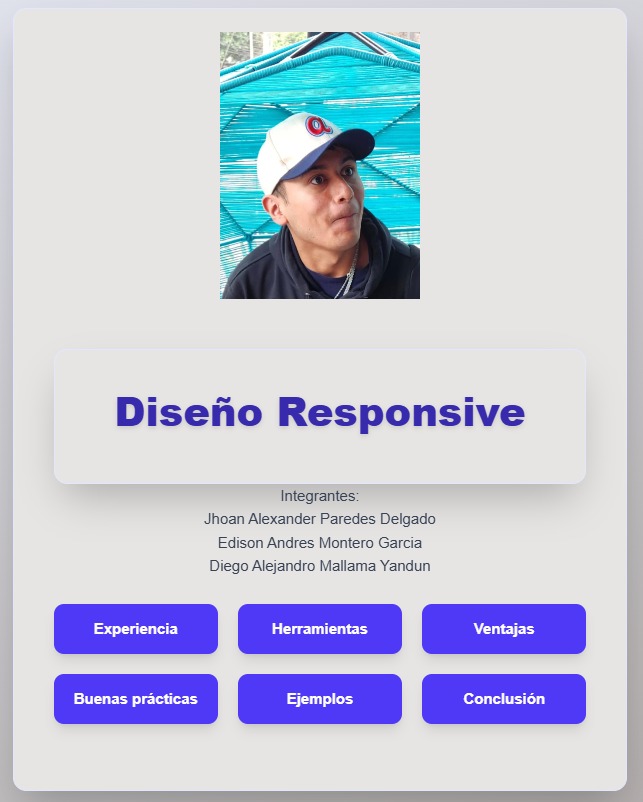 a
Diseño Responsive
Integrantes:
Jhoan Alexander Paredes Delgado
Edison Andres Montero Garcia
Diego Alejandro Mallama Yandun
Experiencia
Herramientas
Ventajas
Buenas prácticas
Ejemplos
Conclusión